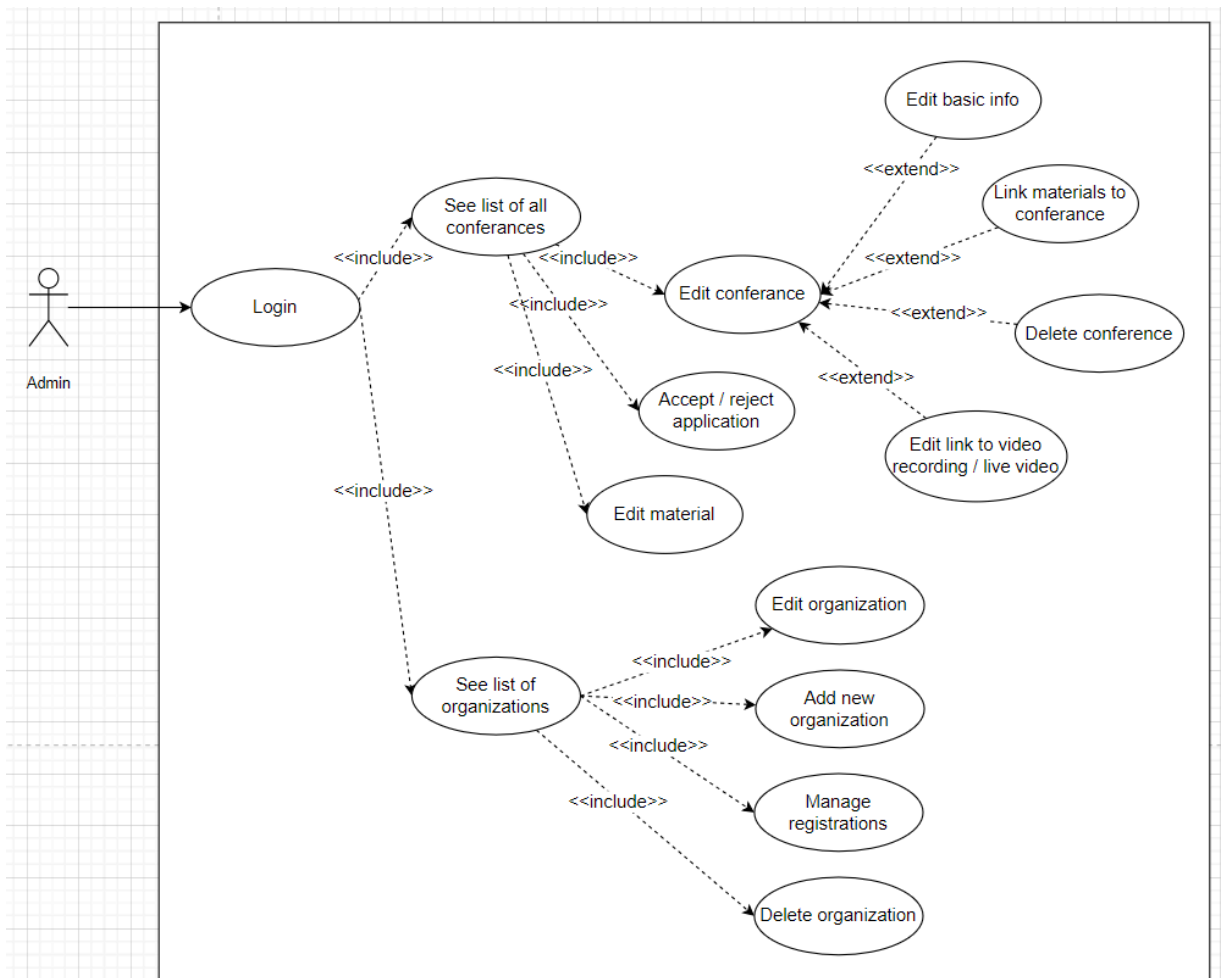 Edit basic info
<<extend>>
Link materials to
conferance
See list of all
conferances
<<include>>
<<include>>
<<extend>>
Edit conferance
<<include>>
Login
<<extend>>
Delete conference
Admin
<<include>>
<<extend>>
Accept / reject
application
Edit link to video
recording / live video
<<include>>
Edit material
Edit organization
<<include>>
See list of
organizations
<<include>>
Add new
organization
<<include>>
<<include>>
Manage
registrations
Delete organization